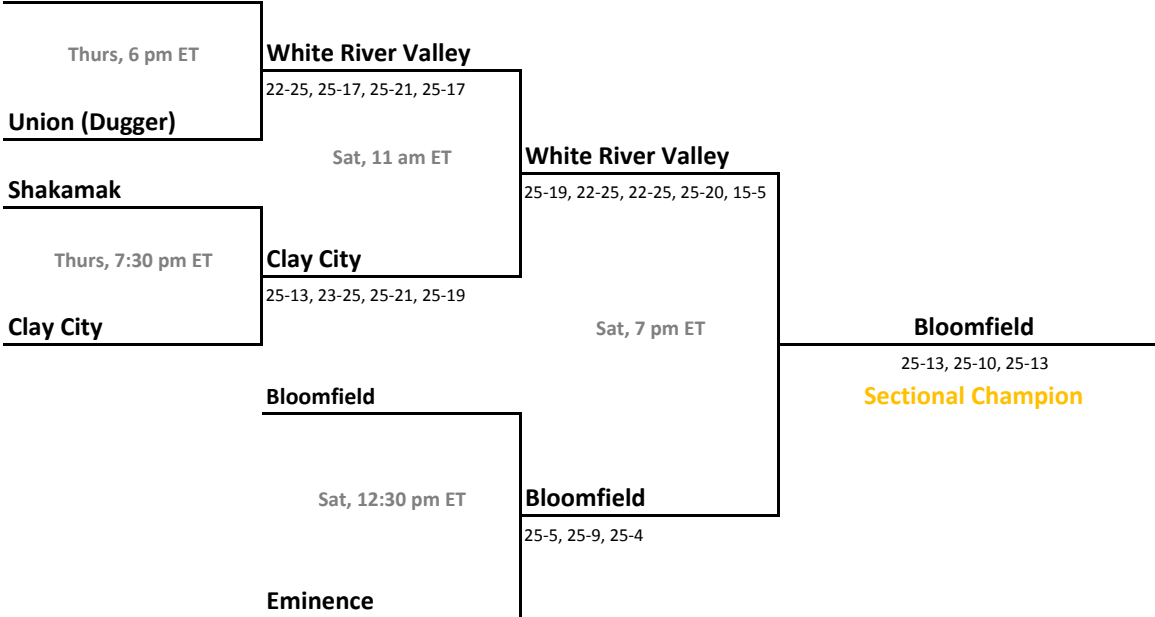 Thurs, 6 pm ET
White River Valley
22-25, 25-17, 25-21, 25-17
Union (Dugger)
Sat, 11 am ET
White River Valley
Shakamak
25-19, 22-25, 22-25, 25-20, 15-5
Thurs, 7:30 pm ET
Clay City
25-13, 23-25, 25-21, 25-19
Clay City
Sat, 7 pm ET
Bloomfield
25-13, 25-10, 25-13
Bloomfield
Sectional Champion
Sat, 12:30 pm ET
Bloomfield
25-5, 25-9, 25-4
Eminence